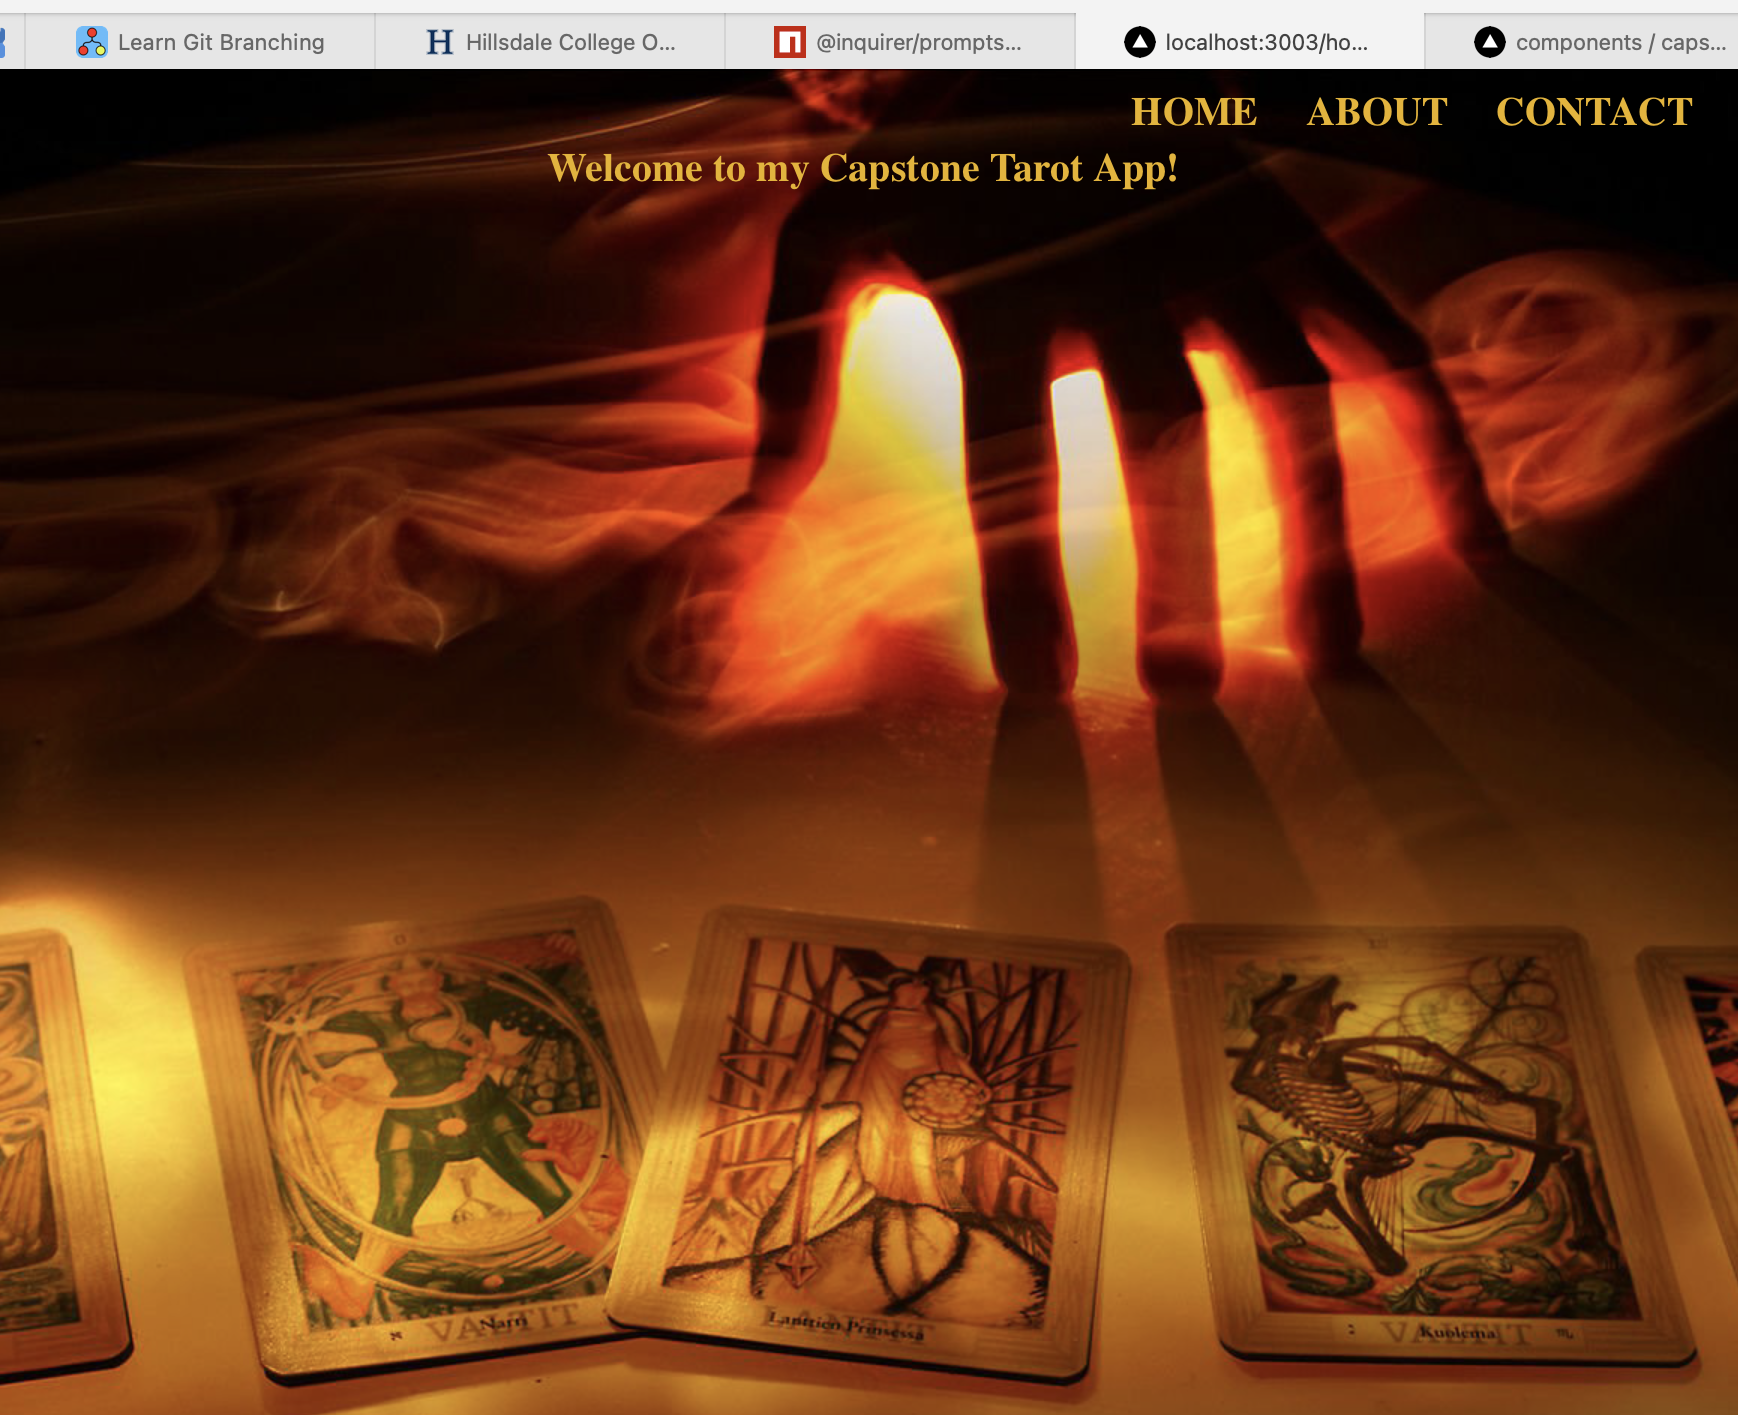 Learn Git Branching
H
Hillsdale College O...
@inquirer/prompts...
localhost:3003/ho...
components / caps...
HOME ABOUT CONTACT
Welcome to my Capstone Tarot App!
א
Narri
VALTIT
Lanttien Prinsessa
XIII
Kuolema
VALTIT
♏